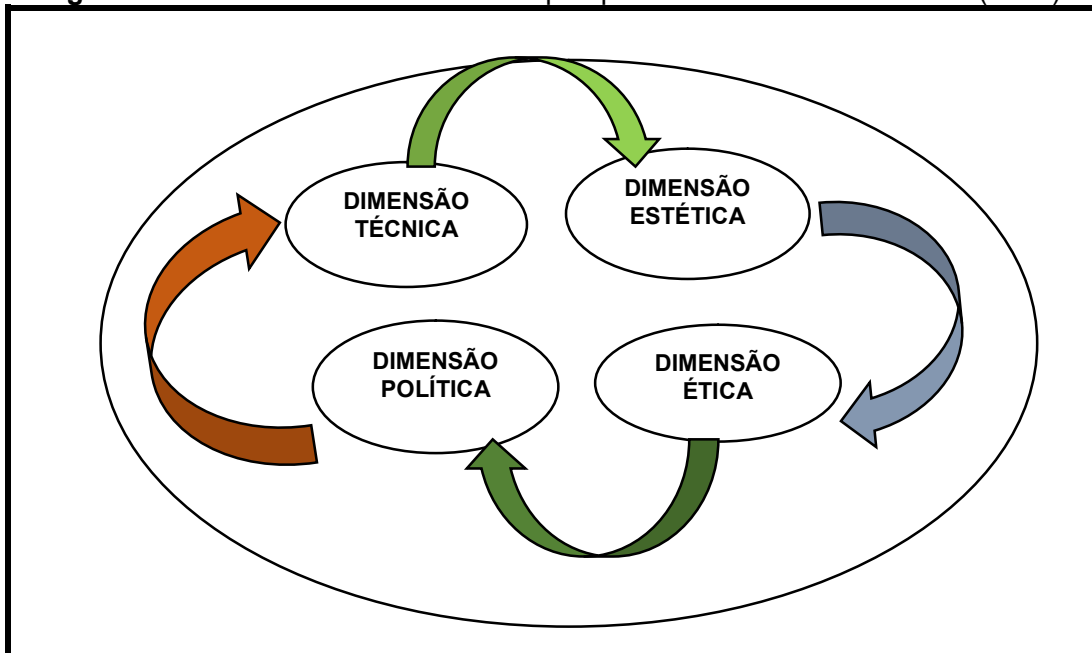 DIMENSÃO
TÉCNICA
DIMENSÃO
ESTÉTICA
DIMENSÃO
POLÍTICA
DIMENSÃO
ÉTICA